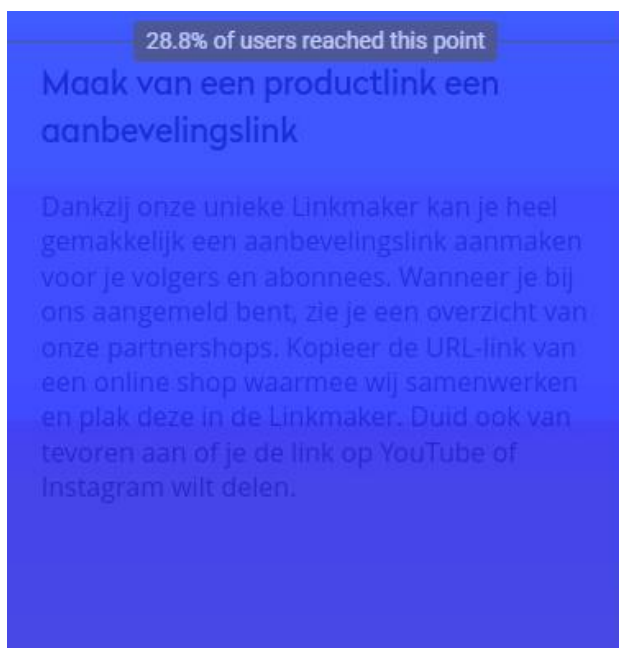 28.8% of users reached this point
Maak van een productlink een
aanbevelingslink
Dankzij onze unieke Linkmaker kan je heel
gemakkelijk een aanbevelingslink aanmaken
voor je volgers en abonnees. Wanneer je bij
ons aangemeld bent, zie je een overzicht van
onze partnershops. Kopieer de URL-link van
een online shop waarmee wij samenwerken
en plak deze in de Linkmaker. Duid ook van
tevoren aan of je de link op YouTube of
Instagram wilt delen.